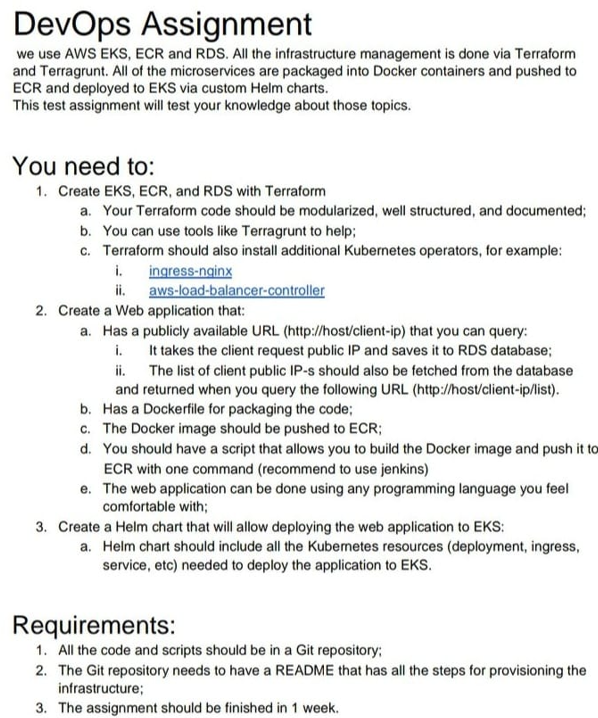 DevOps Assignment
we use AWS EKS, ECR and RDS. All the infrastructure management is done via Terraform
and Terragrunt. All of the microservices are packaged into Docker containers and pushed to
ECR and deployed to EKS via custom Helm charts.
This test assignment will test your knowledge about those topics.
You need to:
1. Create EKS, ECR, and RDS with Terraform
a. Your Terraform code should be modularized, well structured, and documented;
b. You can use tools like Terragrunt to help;
c. Terraform should also install additional Kubernetes operators, for example:
i. ingress-nginx
ii. aws-load-balancer-controller
2. Create a Web application that:
a. Has a publicly available URL (http://host/client-ip) that you can query:
i. It takes the client request public IP and saves it to RDS database;
ii. The list of client public IP-s should also be fetched from the database
and returned when you query the following URL (http://host/client-ip/list).
b. Has a Dockerfile for packaging the code;
c. The Docker image should be pushed to ECR;
d. You should have a script that allows you to build the Docker image and push it to
ECR with one command (recommend to use jenkins)
e. The web application can be done using any programming language you feel
comfortable with;
3. Create a Helm chart that will allow deploying the web application to EKS:
a. Helm chart should include all the Kubernetes resources (deployment, ingress,
service, etc) needed to deploy the application to EKS.
Requirements:
1. All the code and scripts should be in a Git repository;
2. The Git repository needs to have a README that has all the steps for provisioning the
infrastructure;
3. The assignment should be finished in 1 week.